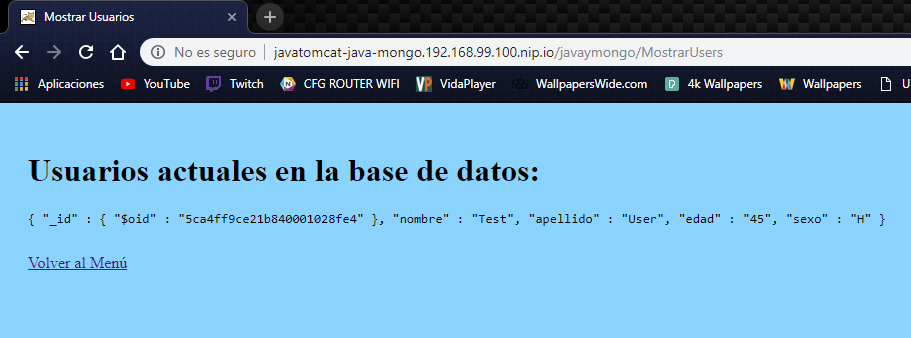 Mostrar Usuarios
No es seguro | javatomcat-java-mongo.192.168.99.100.nip.io/javaymongo/MostrarUsers
Aplicaciones YouTube Twitch CFG ROUTER WIFI VidaPlayer WallpapersWide.com 4k Wallpapers Wallpapers U
Usuarios actuales en la base de datos:
{ "_id" : { "$oid" : "5ca4ff9ce21b840001028fe4" }, "nombre" : "Test", "apellido" : "User", "edad" : "45", "sexo" : "H" }
Volver al Menú